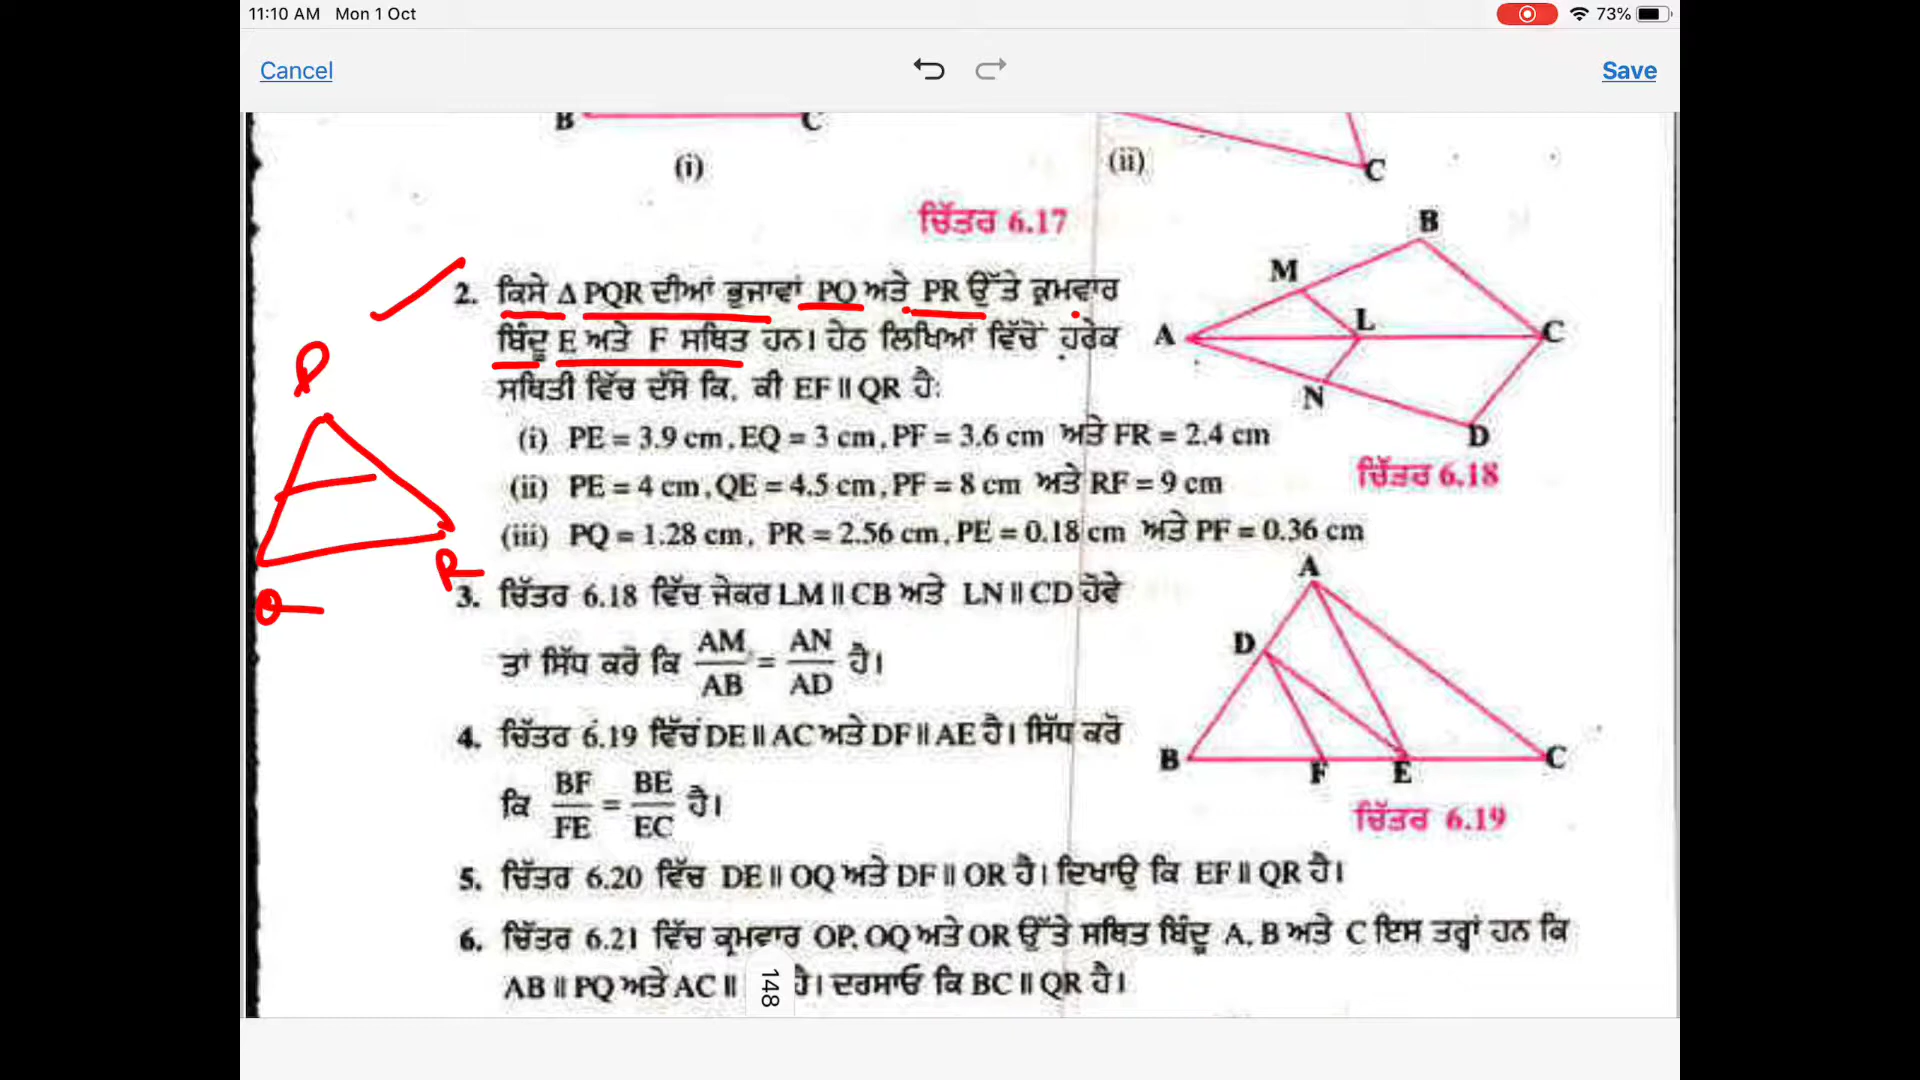 11:10 AM Mon 1 Oct
73%
Cancel
Save
B C
(i)
(ii)
C
ਚਿੱਤਰ 6.17
2. ਕਿਸੇ Δ PQR ਦੀਆਂ ਭੁਜਾਵਾਂ PQ ਅਤੇ PR ਉੱਤੇ ਕ੍ਰਮਵਾਰ
ਬਿੰਦੂ E ਅਤੇ F ਸਥਿਤ ਹਨ। ਹੇਠ ਲਿਖਿਆਂ ਵਿੱਚੋਂ ਹਰੇਕ
ਸਥਿਤੀ ਵਿੱਚ ਦੱਸੋ ਕਿ, ਕੀ EF || QR ਹੈ:
(i) PE = 3.9 cm, EQ = 3 cm, PF = 3.6 cm ਅਤੇ FR = 2.4 cm
(ii) PE = 4 cm, QE = 4.5 cm, PF = 8 cm ਅਤੇ RF = 9 cm
(iii) PQ = 1.28 cm, PR = 2.56 cm, PE = 0.18 cm ਅਤੇ PF = 0.36 cm
B
M
A L C
N
D
ਚਿੱਤਰ 6.18
P
Q R
3. ਚਿੱਤਰ 6.18 ਵਿੱਚ ਜੇਕਰ LM || CB ਅਤੇ LN || CD ਹੋਵੇ
ਤਾਂ ਸਿੱਧ ਕਰੋ ਕਿ AM/AB = AN/AD ਹੈ।
4. ਚਿੱਤਰ 6.19 ਵਿੱਚ DE || AC ਅਤੇ DF || AE ਹੈ। ਸਿੱਧ ਕਰੋ
ਕਿ BF/FE = BE/EC ਹੈ।
A
D
B F E C
ਚਿੱਤਰ 6.19
5. ਚਿੱਤਰ 6.20 ਵਿੱਚ DE || OQ ਅਤੇ DF || OR ਹੈ। ਦਿਖਾਉ ਕਿ EF || QR ਹੈ।
6. ਚਿੱਤਰ 6.21 ਵਿੱਚ ਕ੍ਰਮਵਾਰ OP, OQ ਅਤੇ OR ਉੱਤੇ ਸਥਿਤ ਬਿੰਦੂ A, B ਅਤੇ C ਇਸ ਤਰ੍ਹਾਂ ਹਨ ਕਿ
AB || PQ ਅਤੇ AC || ਹੈ। ਦਰਸਾਓ ਕਿ BC || QR ਹੈ।
148